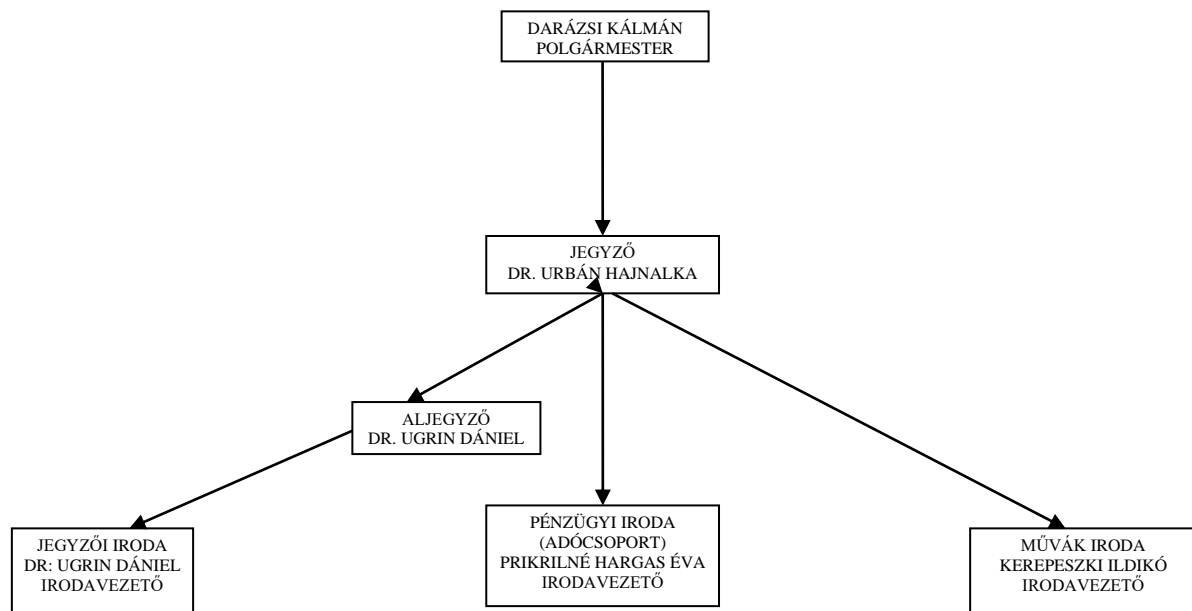 DARÁZSI KÁLMÁN
POLGÁRMESTER
JEGYZŐ
DR. URBÁN HAJNALKA
ALJEGYZŐ
DR. UGRIN DÁNIEL
JEGYZŐI IRODA
DR: UGRIN DÁNIEL
IRODAVEZETŐ
PÉNZÜGYI IRODA
(ADÓCSOPORT)
PRIKRILNÉ HARGAS ÉVA
IRODAVEZETŐ
MŰVÁK IRODA
KEREPESZKI ILDIKÓ
IRODAVEZETŐ